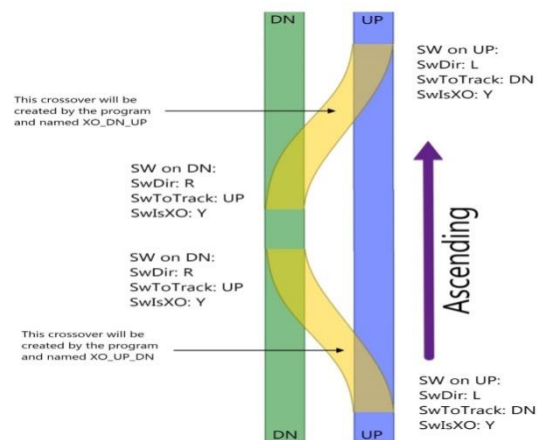 DN
UP
SW on UP:
SwDir: L
SwToTrack: DN
SwIsXO: Y
This crossover will be
created by the program
and named XO_DN_UP
SW on DN:
SwDir: R
SwToTrack: UP
SwIsXO: Y
Ascending
SW on DN:
SwDir: R
SwToTrack: UP
SwIsXO: Y
This crossover will be
created by the program
and named XO_UP_DN
SW on UP:
SwDir: L
SwToTrack: DN
SwIsXO: Y
DN
UP